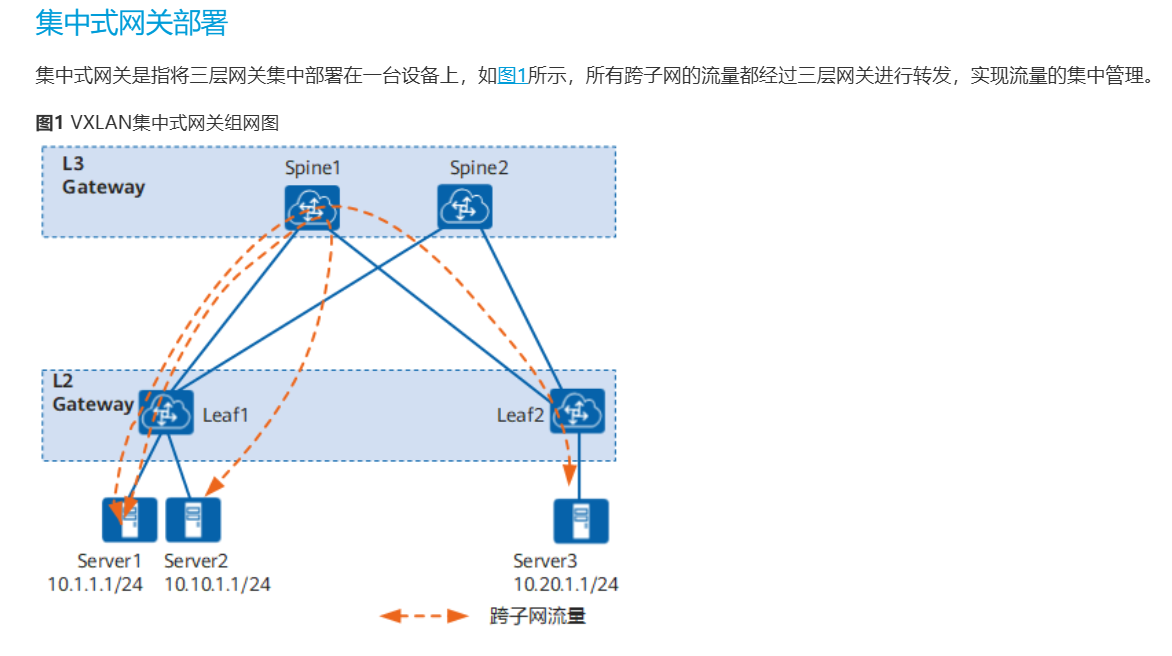 集中式网关部署
集中式网关是指将三层网关集中部署在一台设备上，如图1所示，所有跨子网的流量都经过三层网关进行转发，实现流量的集中管理。
图1 VXLAN集中式网关组网图
L3
Gateway
Spine1
Spine2
L2
Gateway
Leaf1
Leaf2
Server1
10.1.1.1/24
Server2
10.10.1.1/24
Server3
10.20.1.1/24
跨子网流量